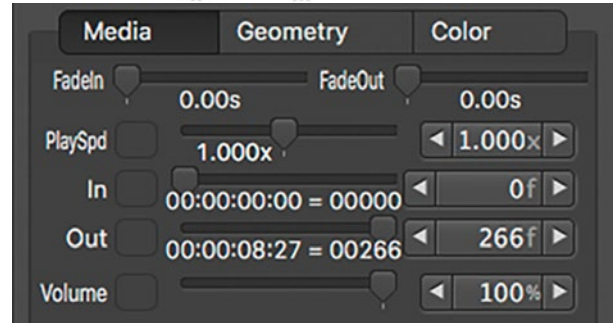 Media Geometry Color
FadeIn FadeOut
0.00s 0.00s
PlaySpd 1.000x
1.000x
In 0f
00:00:00:00 = 00000
Out 266f
00:00:08:27 = 00266
Volume 100%